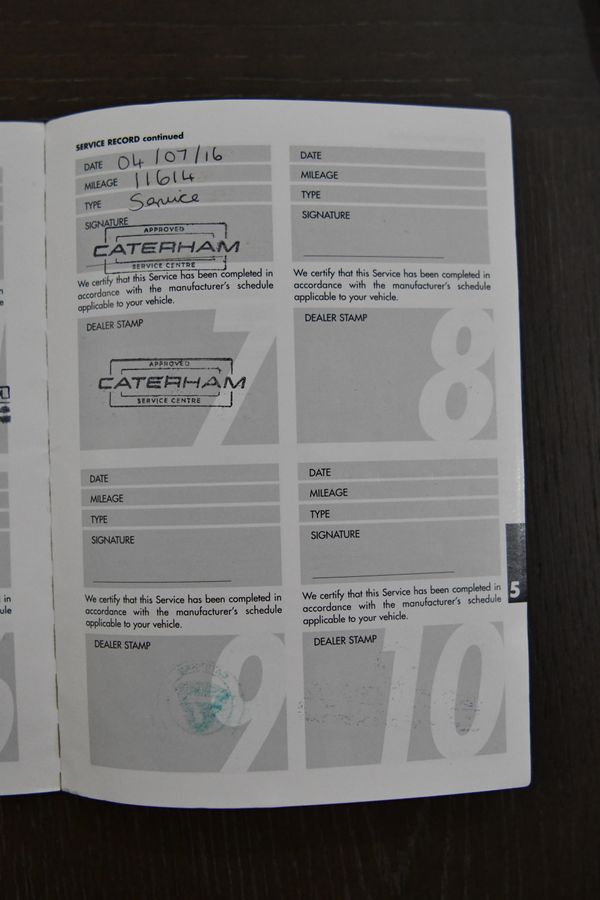 SERVICE RECORD continued
DATE 04/07/16
MILEAGE 11614
TYPE Service
SIGNATURE
APPROVED
CATERHAM
SERVICE CENTRE
We certify that this Service has been completed in
accordance with the manufacturer's schedule
applicable to your vehicle.
DEALER STAMP
7
APPROVED
CATERHAM
SERVICE CENTRE
DATE
MILEAGE
TYPE
SIGNATURE
We certify that this Service has been completed in
accordance with the manufacturer's schedule
applicable to your vehicle.
DEALER STAMP
8
DATE
MILEAGE
TYPE
SIGNATURE
We certify that this Service has been completed in
accordance with the manufacturer's schedule
applicable to your vehicle.
DEALER STAMP
9
DATE
MILEAGE
TYPE
SIGNATURE
We certify that this Service has been completed in
accordance with the manufacturer's schedule
applicable to your vehicle.
DEALER STAMP
10
5